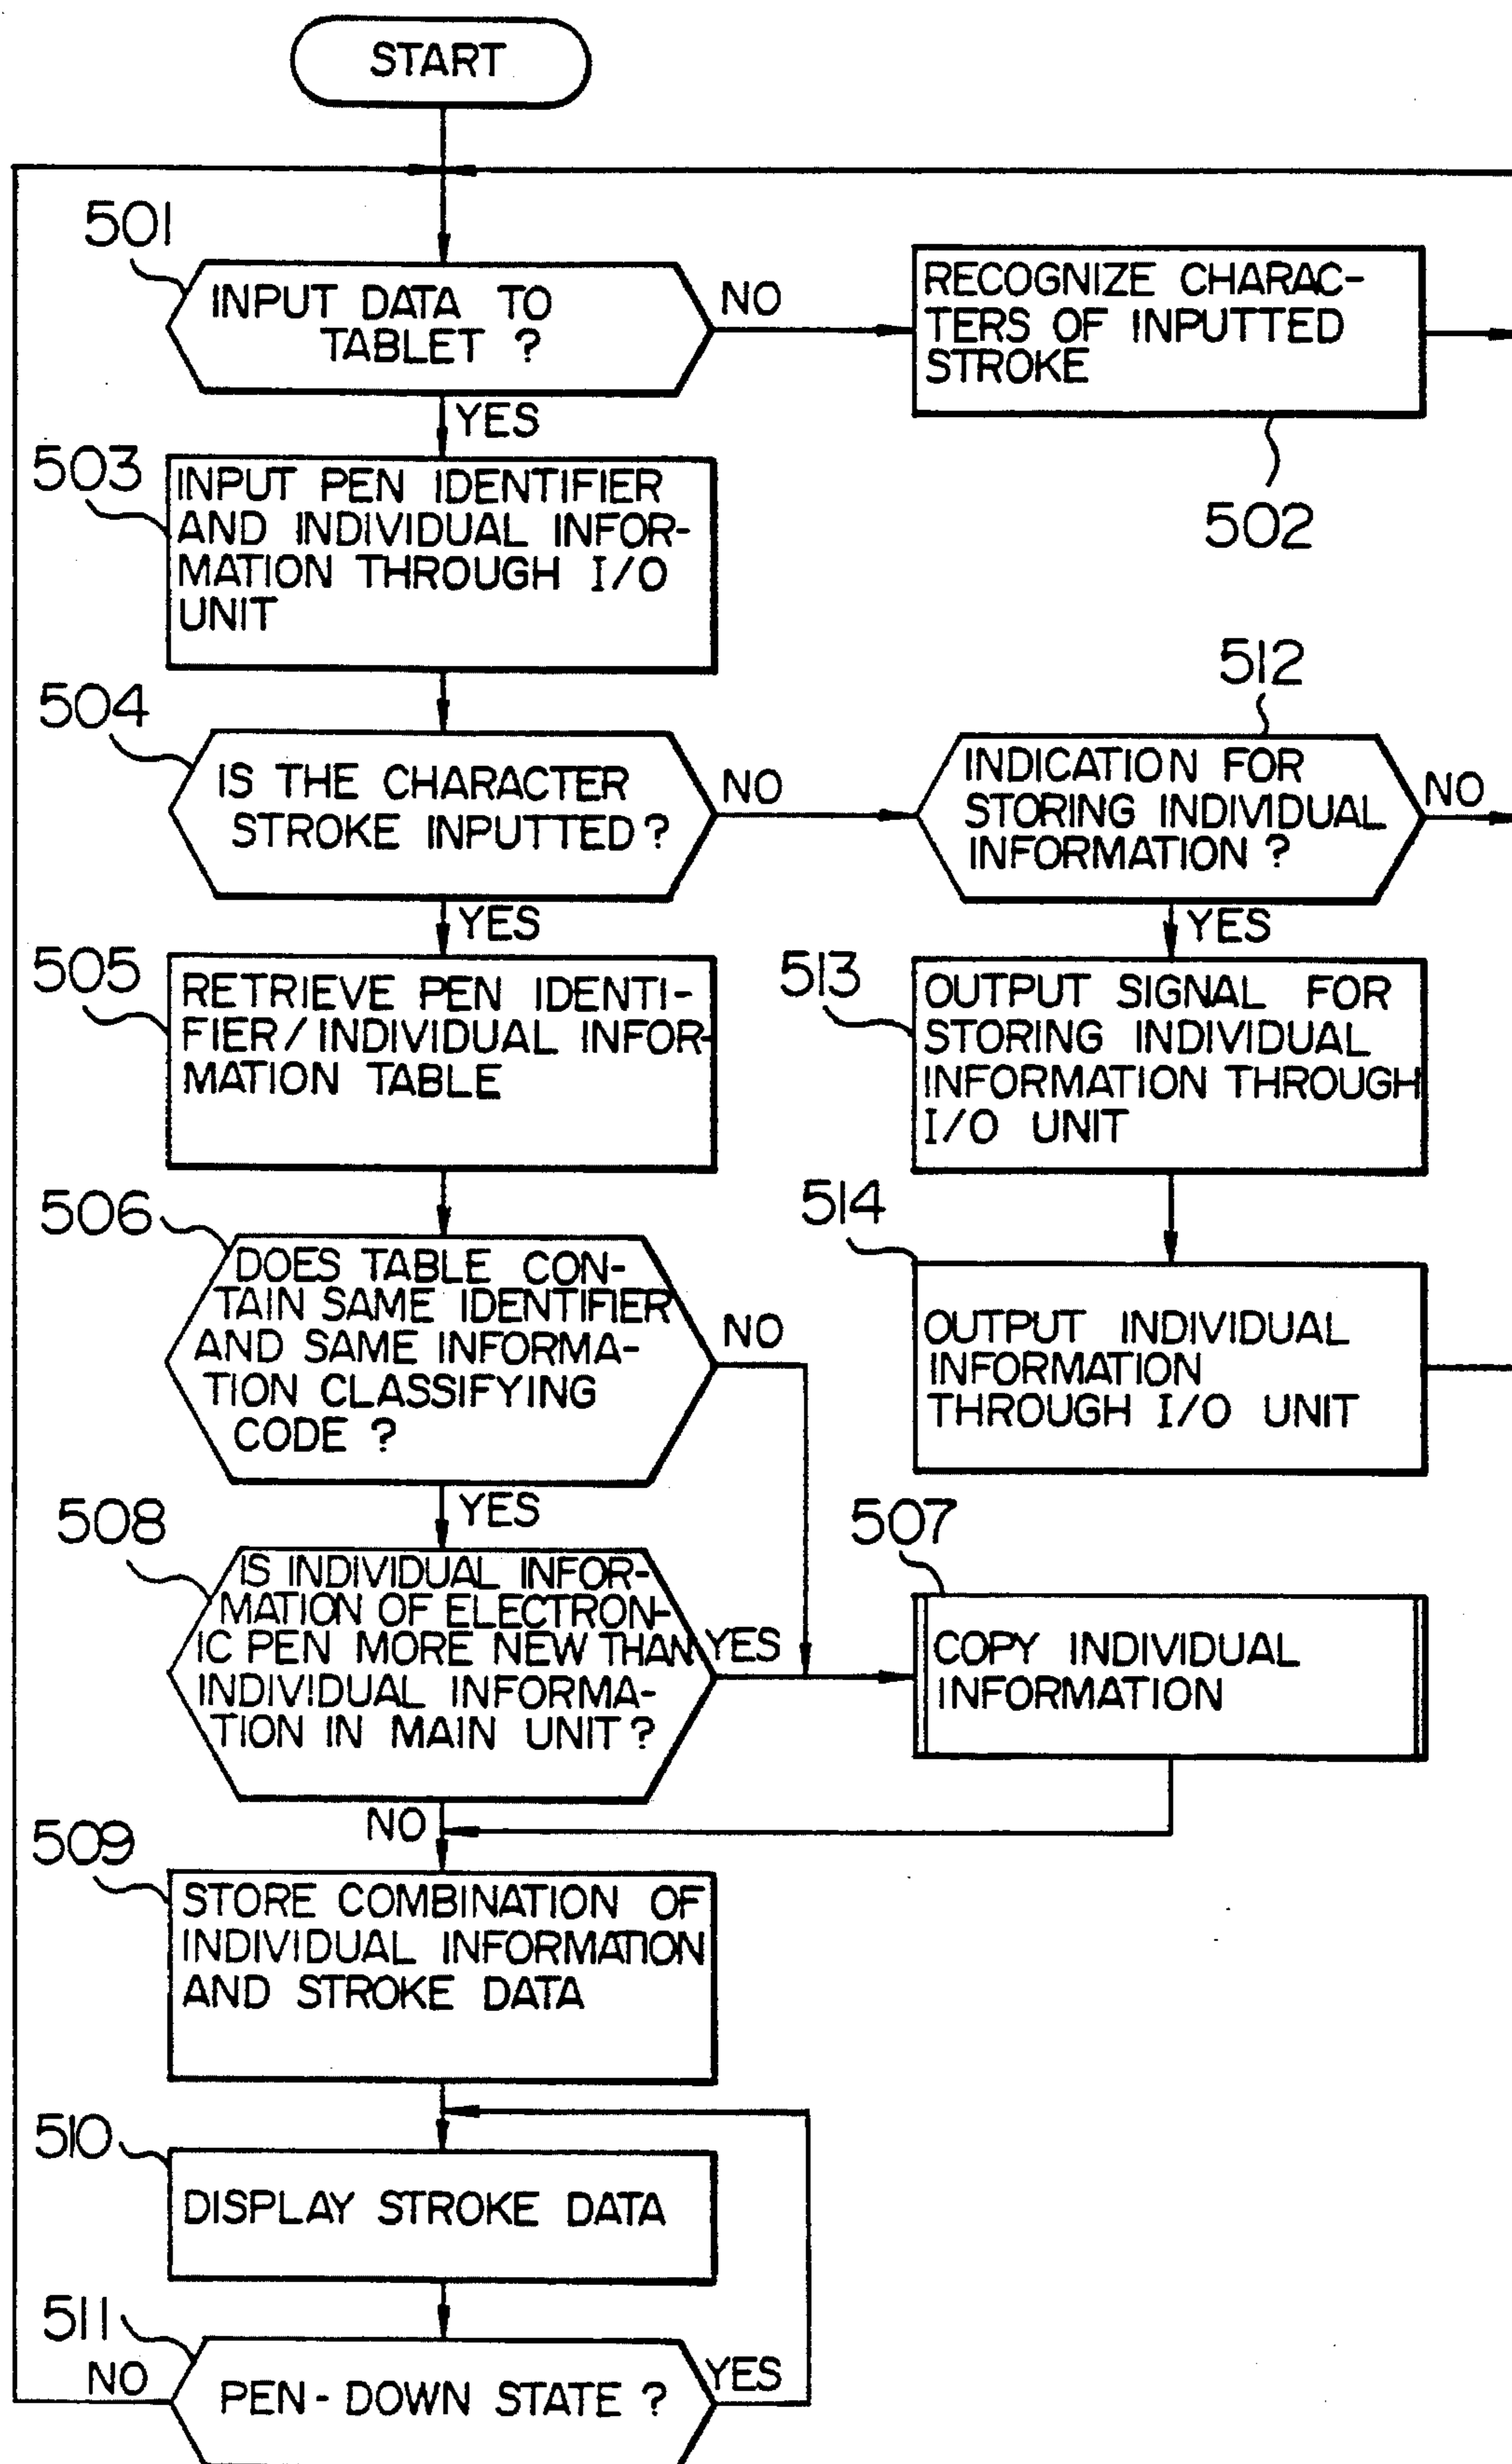 START
501
INPUT DATA TO
TABLET ?
NO
RECOGNIZE CHARAC-
TERS OF INPUTTED
STROKE
502
YES
503
INPUT PEN IDENTIFIER
AND INDIVIDUAL INFOR-
MATION THROUGH I/O
UNIT
504
IS THE CHARACTER
STROKE INPUTTED ?
NO
512
INDICATION FOR
STORING INDIVIDUAL
INFORMATION ?
NO
YES
YES
505
RETRIEVE PEN IDENTI-
FIER/INDIVIDUAL INFOR-
MATION TABLE
513
OUTPUT SIGNAL FOR
STORING INDIVIDUAL
INFORMATION THROUGH
I/O UNIT
506
DOES TABLE CON-
TAIN SAME IDENTIFIER
AND SAME INFORMA-
TION CLASSIFYING
CODE ?
NO
514
OUTPUT INDIVIDUAL
INFORMATION
THROUGH I/O UNIT
YES
508
IS INDIVIDUAL INFOR-
MATION OF ELECTRON-
IC PEN MORE NEW THAN
INDIVIDUAL INFORMA-
TION IN MAIN UNIT ?
YES
507
COPY INDIVIDUAL
INFORMATION
NO
509
STORE COMBINATION OF
INDIVIDUAL INFORMATION
AND STROKE DATA
510
DISPLAY STROKE DATA
511
NO
PEN-DOWN STATE ?
YES